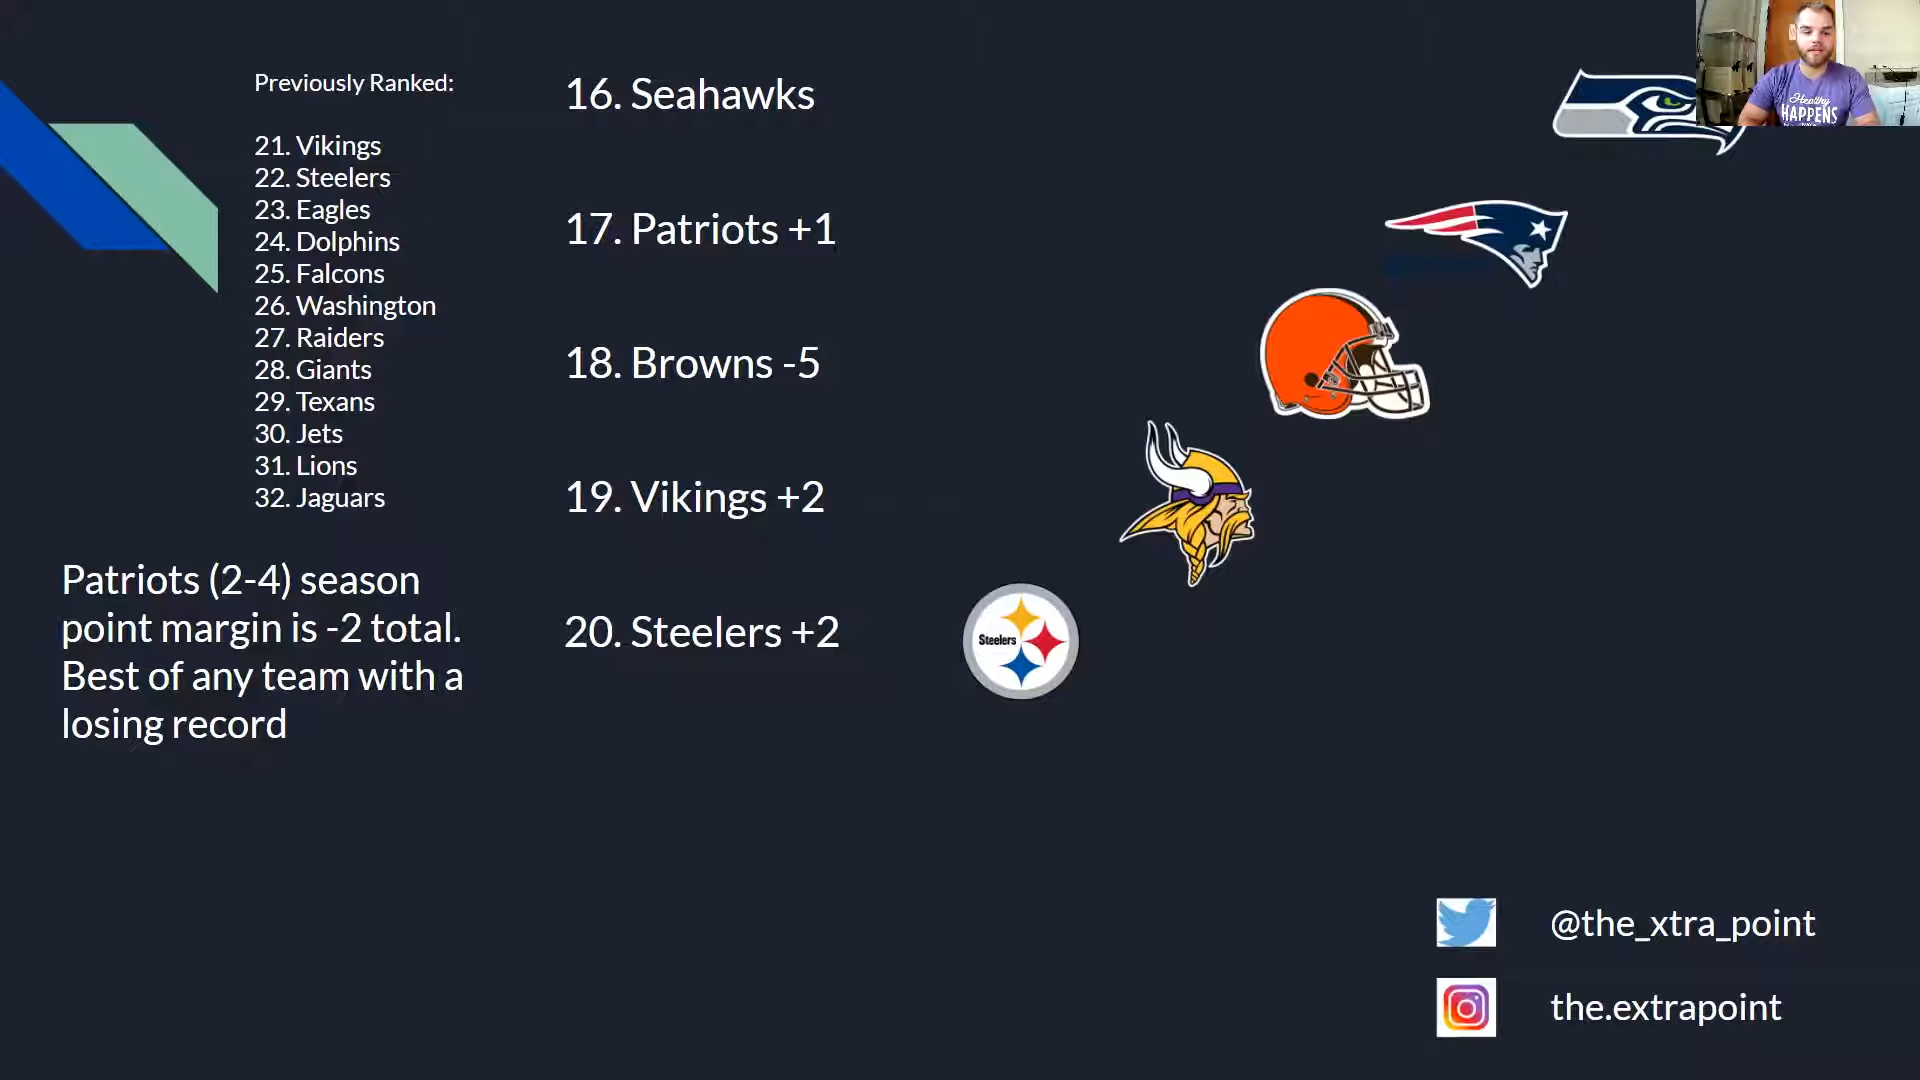 Previously Ranked:
21. Vikings
22. Steelers
23. Eagles
24. Dolphins
25. Falcons
26. Washington
27. Raiders
28. Giants
29. Texans
30. Jets
31. Lions
32. Jaguars
Patriots (2-4) season
point margin is -2 total.
Best of any team with a
losing record
16. Seahawks
17. Patriots +1
18. Browns -5
19. Vikings +2
20. Steelers +2
Steelers
Healthy
HAPPENS
@the_xtra_point
the.extrapoint